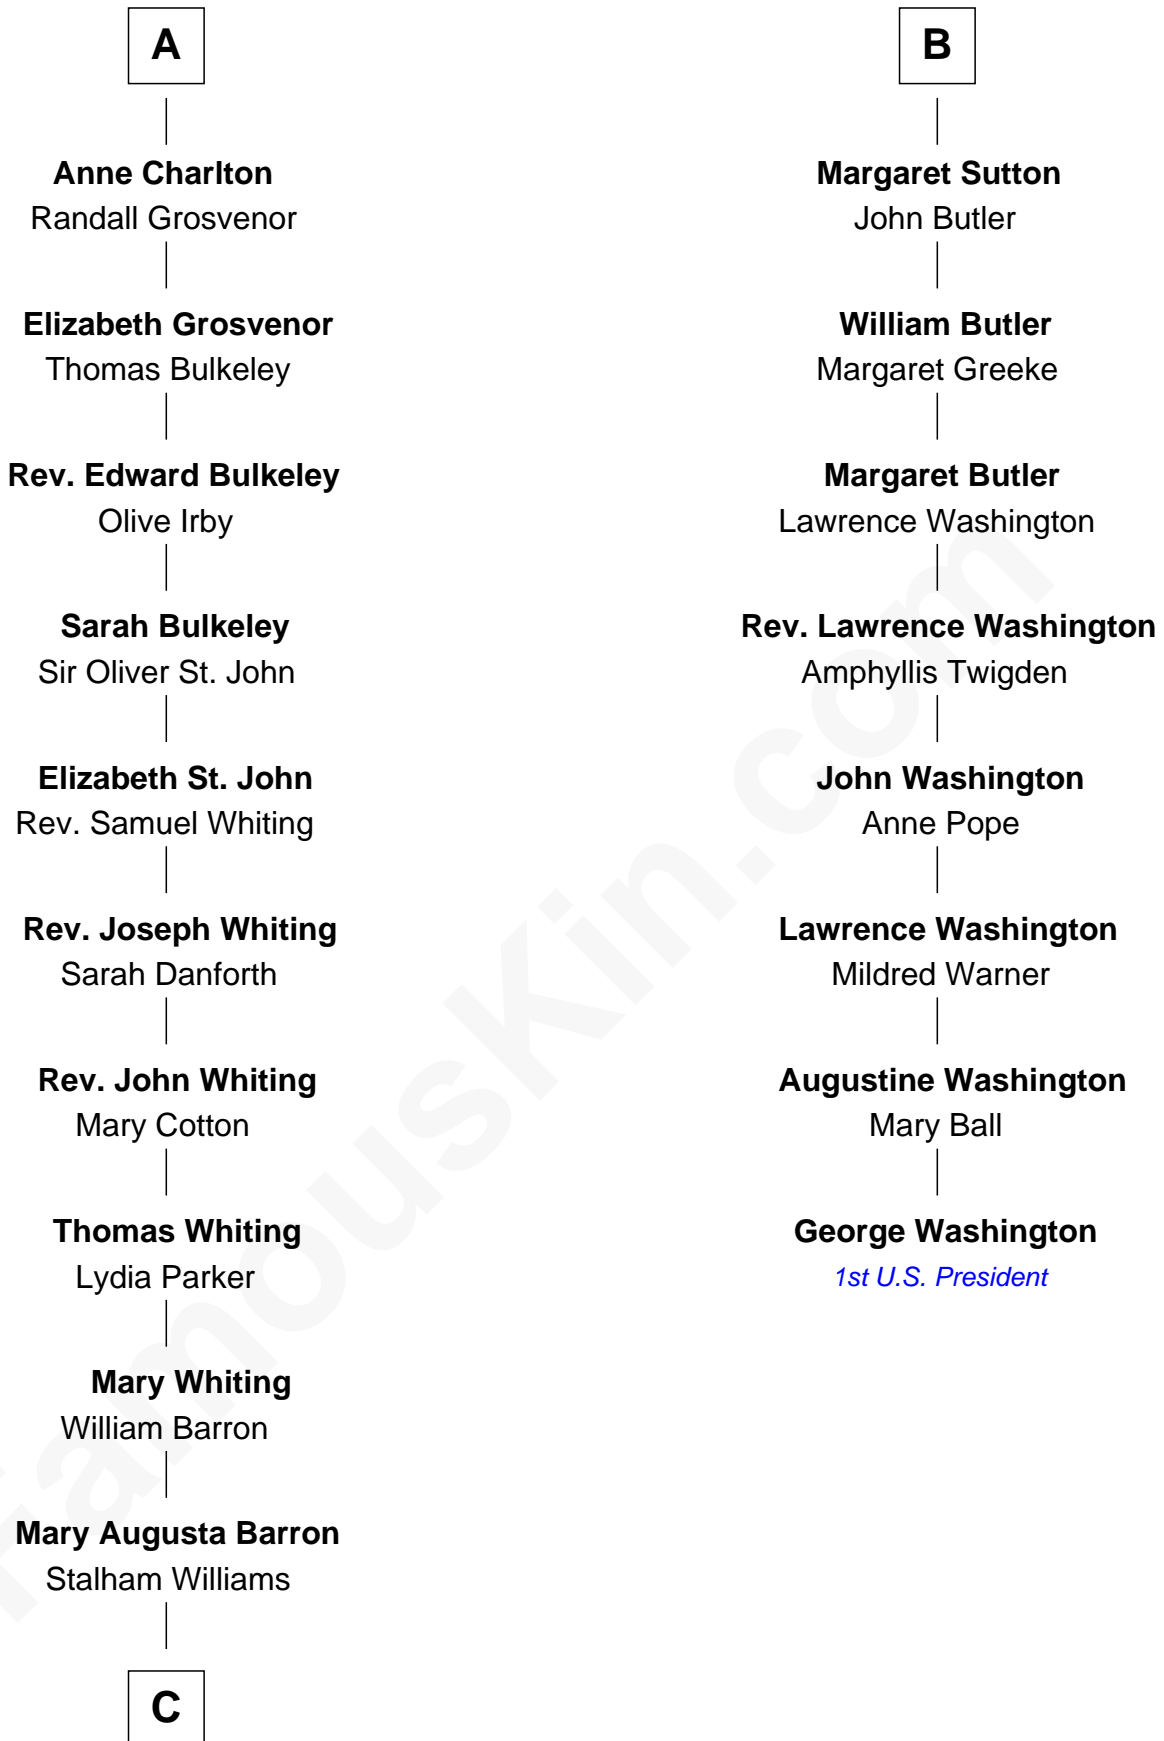 A
Anne Charlton
Randall Grosvenor
Elizabeth Grosvenor
Thomas Bulkeley
Rev. Edward Bulkeley
Olive Irby
Sarah Bulkeley
Sir Oliver St. John
Elizabeth St. John
Rev. Samuel Whiting
Rev. Joseph Whiting
Sarah Danforth
Rev. John Whiting
Mary Cotton
Thomas Whiting
Lydia Parker
Mary Whiting
William Barron
Mary Augusta Barron
Stalham Williams
C
B
Margaret Sutton
John Butler
William Butler
Margaret Greeke
Margaret Butler
Lawrence Washington
Rev. Lawrence Washington
Amphyllis Twigden
John Washington
Anne Pope
Lawrence Washington
Mildred Warner
Augustine Washington
Mary Ball
George Washington
1st U.S. President
FamousKin.com